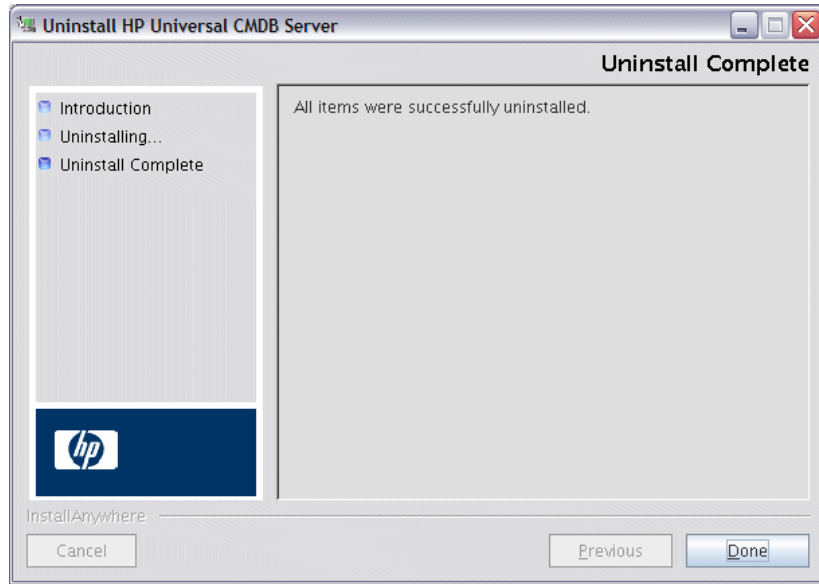 Uninstall HP Universal CMDB Server
Uninstall Complete
Introduction
Uninstalling...
Uninstall Complete
All items were successfully uninstalled.
hp
InstallAnywhere
Cancel
Previous
Done